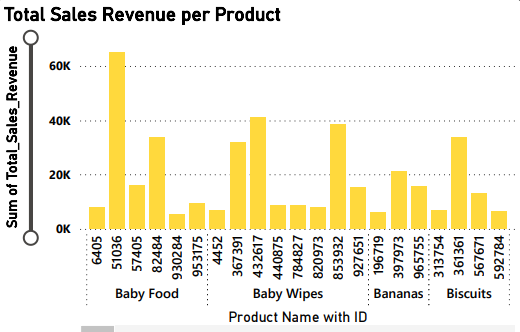 Total Sales Revenue per Product
Sum of Total_Sales_Revenue
60K
40K
20K
0K
6405
51036
57405
82484
930284
953175
4452
367391
432617
440875
784827
820973
853932
927651
196719
397973
965755
313754
361361
567671
592784
Baby Food
Baby Wipes
Bananas
Biscuits
Product Name with ID